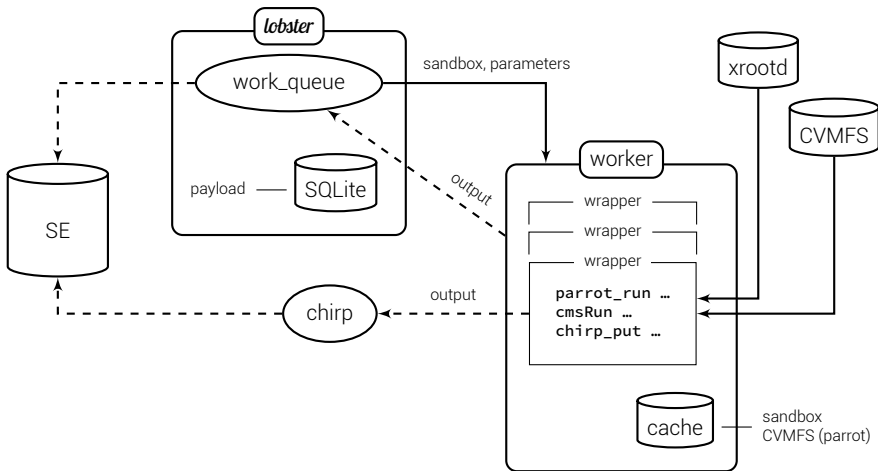 lobster
work_queue
sandbox, parameters
xrootd
CVMFS
worker
payload
SQLite
output
SE
wrapper
wrapper
wrapper
parrot_run …
cmsRun …
chirp_put …
output
chirp
cache
sandbox
CVMFS (parrot)